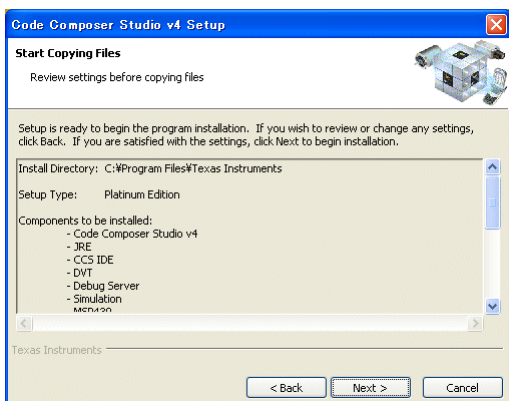 Code Composer Studio v4 Setup
Start Copying Files
Review settings before copying files
Setup is ready to begin the program installation. If you wish to review or change any settings,
click Back. If you are satisfied with the settings, click Next to begin installation.
Install Directory: C:¥Program Files¥Texas Instruments
Setup Type: Platinum Edition
Components to be installed:
- Code Composer Studio v4
- JRE
- CCS IDE
- DVT
- Debug Server
- Simulation
- MSP430
Texas Instruments
< Back
Next >
Cancel